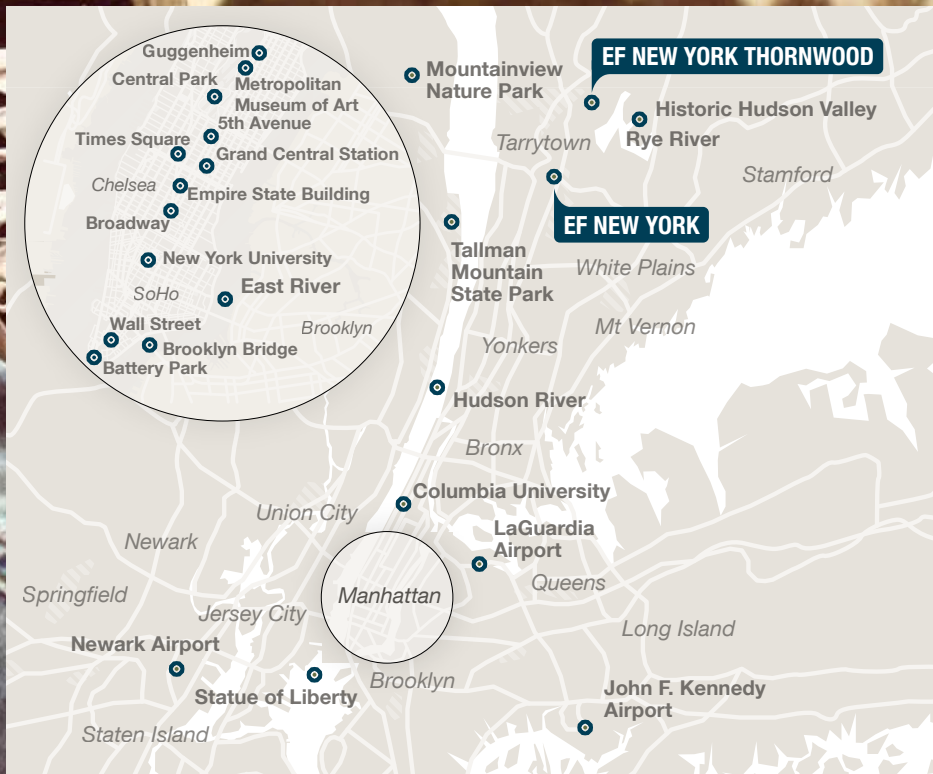 Guggenheim
Central Park
Metropolitan
Museum of Art
5th Avenue
Times Square
Grand Central Station
Chelsea
Empire State Building
Broadway
New York University
SoHo
East River
Wall Street
Brooklyn
Brooklyn Bridge
Battery Park
Mountainview
Nature Park
EF NEW YORK THORNWOOD
Historic Hudson Valley
Rye River
Tarrytown
Stamford
EF NEW YORK
Tallman
Mountain
State Park
White Plains
Mt Vernon
Yonkers
Hudson River
Bronx
Columbia University
Union City
LaGuardia
Airport
Newark
Queens
Springfield
Manhattan
Jersey City
Long Island
Newark Airport
Brooklyn
Statue of Liberty
John F. Kennedy
Airport
Staten Island